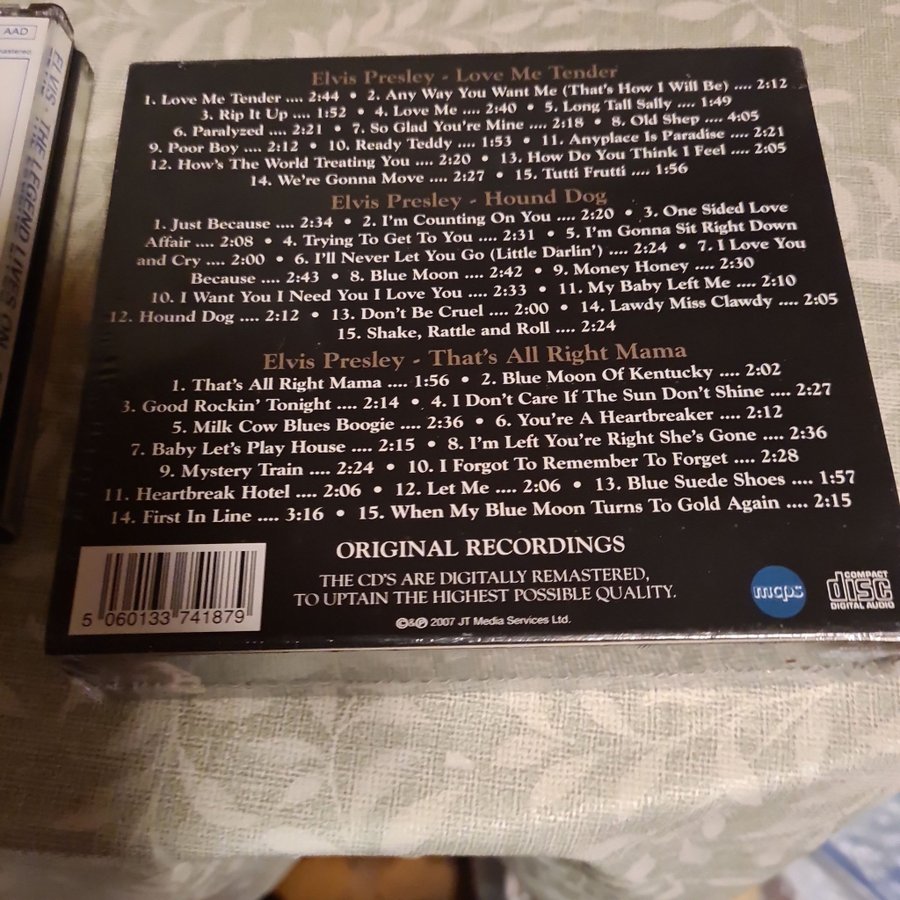 AAD
ELVIS: THE LEGEND LIVES ON
Elvis Presley - Love Me Tender
1. Love Me Tender .... 2:44 • 2. Any Way You Want Me (That's How I Will Be) .... 2:12
3. Rip It Up .... 1:52 • 4. Love Me .... 2:40 • 5. Long Tall Sally .... 1:49
6. Paralyzed .... 2:21 • 7. So Glad You're Mine .... 2:18 • 8. Old Shep .... 4:05
9. Poor Boy .... 2:12 • 10. Ready Teddy .... 1:53 • 11. Anyplace Is Paradise .... 2:21
12. How's The World Treating You .... 2:20 • 13. How Do You Think I Feel .... 2:05
14. We're Gonna Move .... 2:27 • 15. Tutti Frutti .... 1:56
Elvis Presley - Hound Dog
1. Just Because .... 2:34 • 2. I'm Counting On You .... 2:20 • 3. One Sided Love
Affair .... 2:08 • 4. Trying To Get To You .... 2:31 • 5. I'm Gonna Sit Right Down
and Cry .... 2:00 • 6. I'll Never Let You Go (Little Darlin') .... 2:24 • 7. I Love You
Because .... 2:43 • 8. Blue Moon .... 2:42 • 9. Money Honey .... 2:30
10. I Want You I Need You I Love You .... 2:33 • 11. My Baby Left Me .... 2:10
12. Hound Dog .... 2:12 • 13. Don't Be Cruel .... 2:00 • 14. Lawdy Miss Clawdy .... 2:05
15. Shake, Rattle and Roll .... 2:24
Elvis Presley - That's All Right Mama
1. That's All Right Mama .... 1:56 • 2. Blue Moon Of Kentucky .... 2:02
3. Good Rockin' Tonight .... 2:14 • 4. I Don't Care If The Sun Don't Shine .... 2:27
5. Milk Cow Blues Boogie .... 2:36 • 6. You're A Heartbreaker .... 2:12
7. Baby Let's Play House .... 2:15 • 8. I'm Left You're Right She's Gone .... 2:36
9. Mystery Train .... 2:24 • 10. I Forgot To Remember To Forget .... 2:28
11. Heartbreak Hotel .... 2:06 • 12. Let Me .... 2:06 • 13. Blue Suede Shoes .... 1:57
14. First In Line .... 3:16 • 15. When My Blue Moon Turns To Gold Again .... 2:15
ORIGINAL RECORDINGS
THE CD'S ARE DIGITALLY REMASTERED,
TO UPTAIN THE HIGHEST POSSIBLE QUALITY.
©&℗ 2007 JT Media Services Ltd.
5 060133 741879
mcps
COMPACT
disc
DIGITAL AUDIO